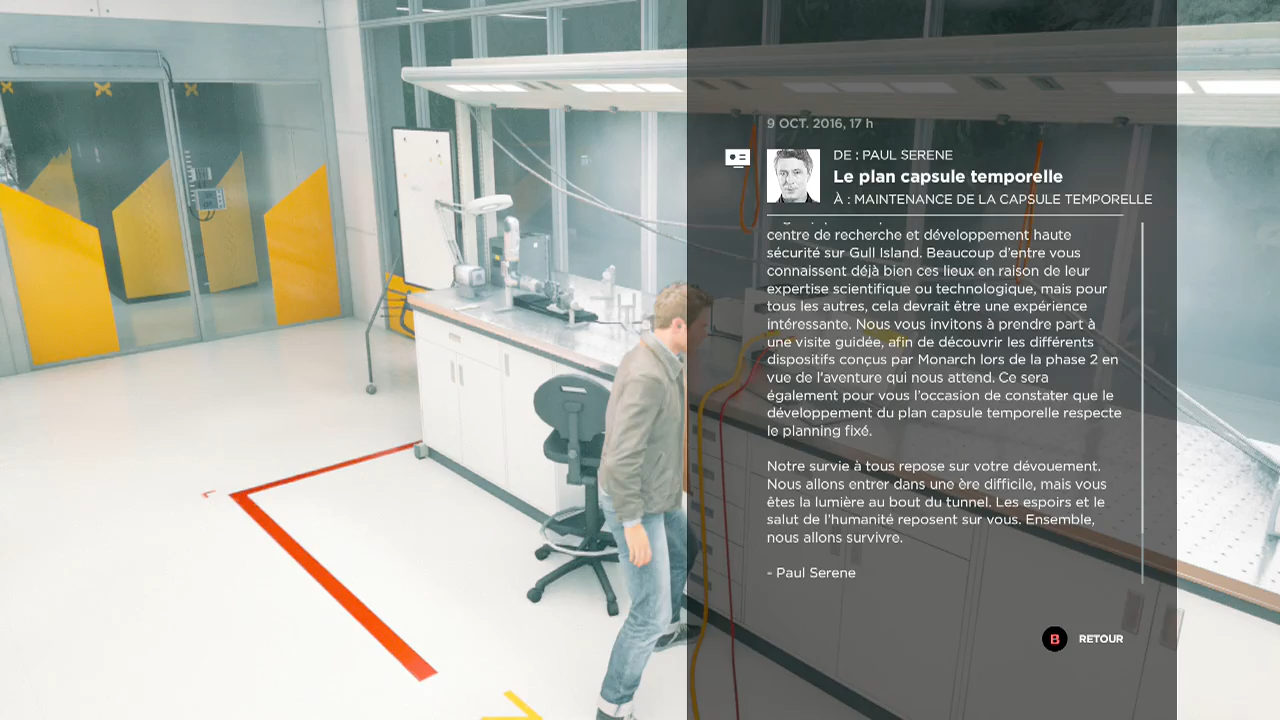 9 OCT. 2016, 17 h
DE : PAUL SERENE
Le plan capsule temporelle
À : MAINTENANCE DE LA CAPSULE TEMPORELLE
centre de recherche et développement haute
sécurité sur Gull Island. Beaucoup d'entre vous
connaissent déjà bien ces lieux en raison de leur
expertise scientifique ou technologique, mais pour
tous les autres, cela devrait être une expérience
intéressante. Nous vous invitons à prendre part à
une visite guidée, afin de découvrir les différents
dispositifs conçus par Monarch lors de la phase 2 en
vue de l'aventure qui nous attend. Ce sera
également pour vous l'occasion de constater que le
développement du plan capsule temporelle respecte
le planning fixé.
Notre survie à tous repose sur votre dévouement.
Nous allons entrer dans une ère difficile, mais vous
êtes la lumière au bout du tunnel. Les espoirs et le
salut de l'humanité reposent sur vous. Ensemble,
nous allons survivre.
- Paul Serene
B RETOUR